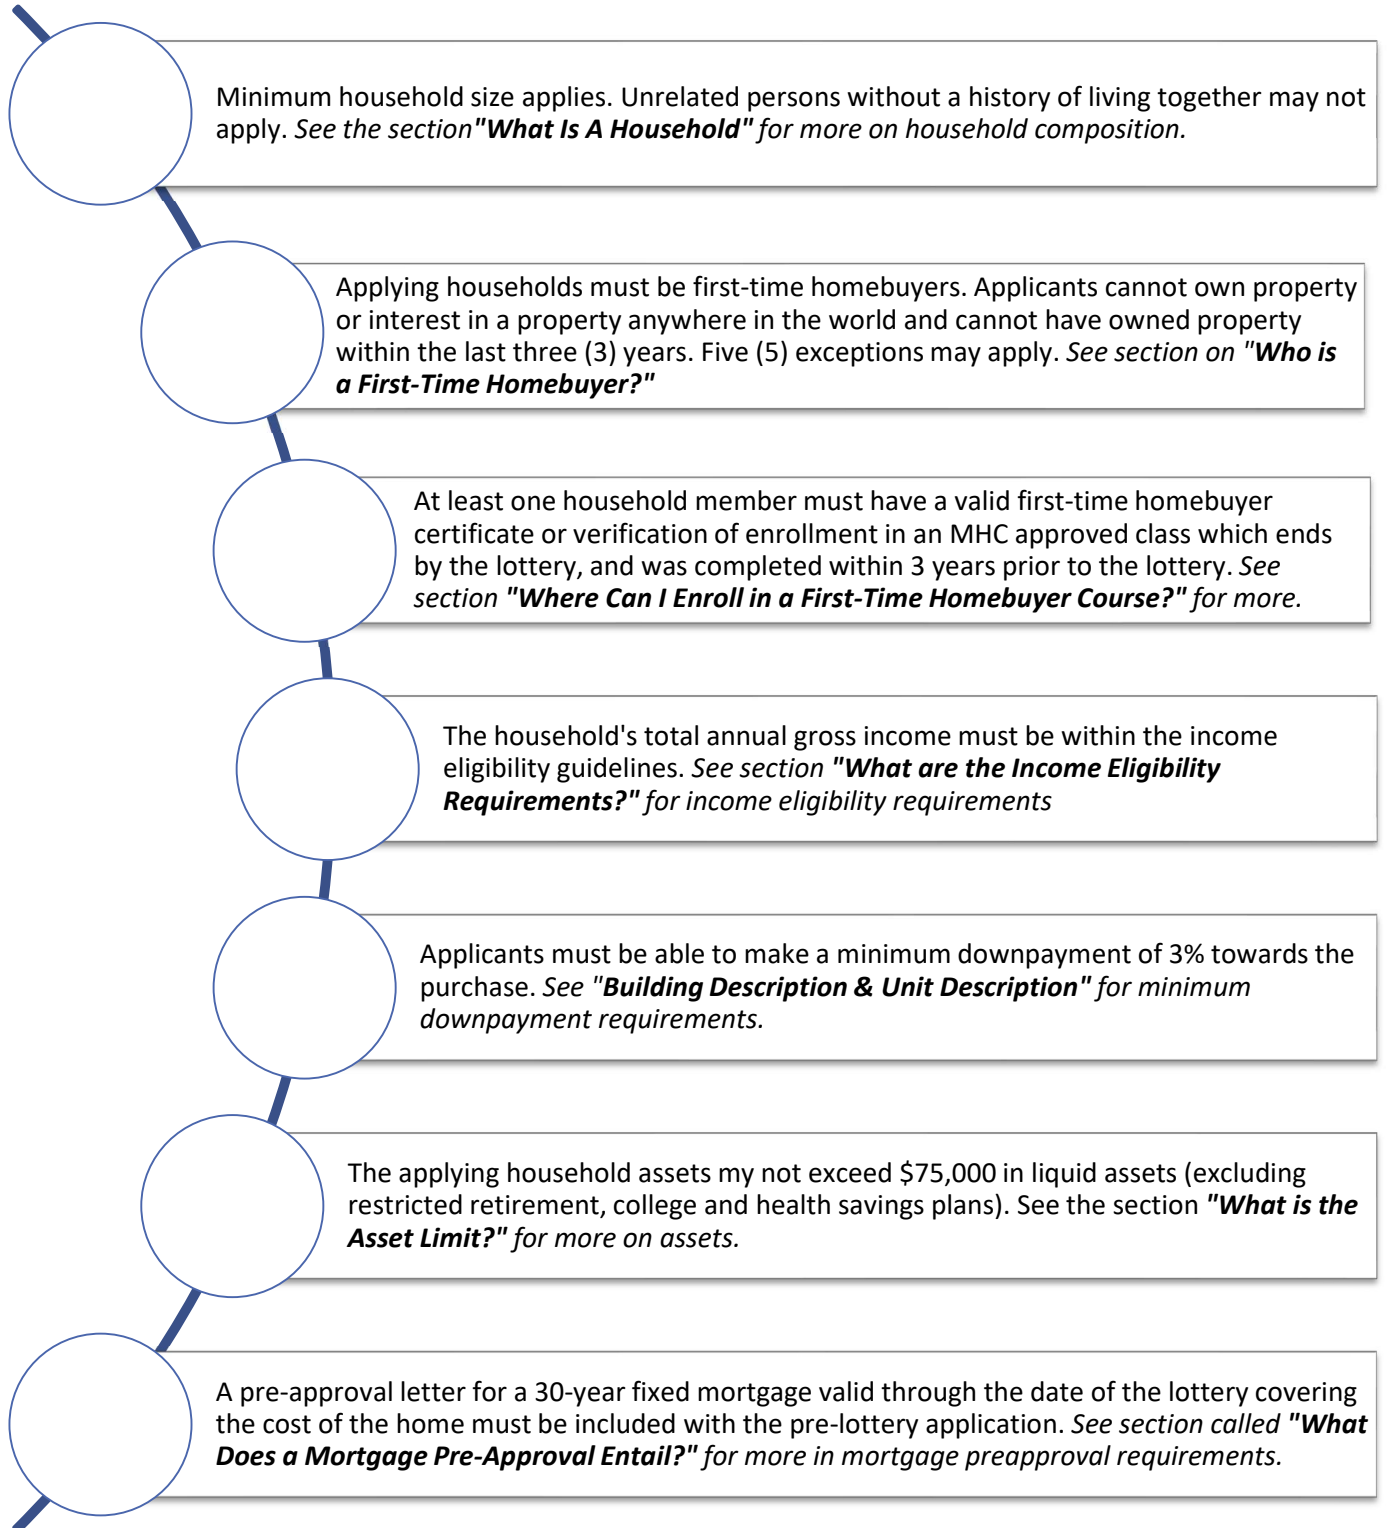 Minimum household size applies. Unrelated persons without a history of living together may not
apply. See the section"What Is A Household" for more on household composition.
Applying households must be first-time homebuyers. Applicants cannot own property
or interest in a property anywhere in the world and cannot have owned property
within the last three (3) years. Five (5) exceptions may apply. See section on "Who is
a First-Time Homebuyer?"
At least one household member must have a valid first-time homebuyer
certificate or verification of enrollment in an MHC approved class which ends
by the lottery, and was completed within 3 years prior to the lottery. See
section "Where Can I Enroll in a First-Time Homebuyer Course?" for more.
The household's total annual gross income must be within the income
eligibility guidelines. See section "What are the Income Eligibility
Requirements?" for income eligibility requirements
Applicants must be able to make a minimum downpayment of 3% towards the
purchase. See "Building Description & Unit Description" for minimum
downpayment requirements.
The applying household assets my not exceed $75,000 in liquid assets (excluding
restricted retirement, college and health savings plans). See the section "What is the
Asset Limit?" for more on assets.
A pre-approval letter for a 30-year fixed mortgage valid through the date of the lottery covering
the cost of the home must be included with the pre-lottery application. See section called "What
Does a Mortgage Pre-Approval Entail?" for more in mortgage preapproval requirements.